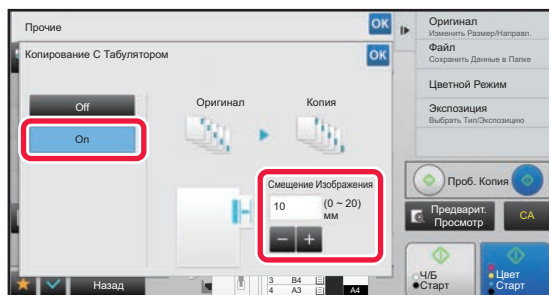 Прочие
OK
Копирование С Табулятором
OK
Off
On
Оригинал
Копия
Смещение Изображения
10
(0 ~ 20)
мм
Назад
3 B4
4 A3
A4
Оригинал
Изменить Размер/Направл.
Файл
Сохранить Данные в Папке
Цветной Режим
Экспозиция
Выбрать Тип/Экспозицию
Проб. Копия
Предварит.
Просмотр
CA
Ч/Б
Старт
Цвет
Старт